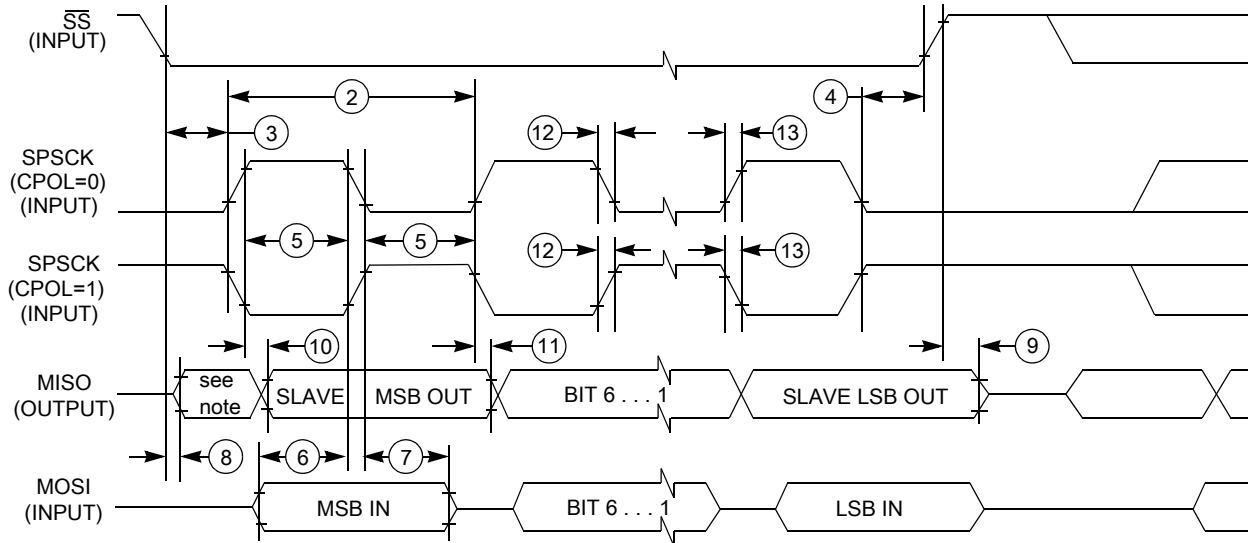 SS
(INPUT)
2
4
3
12
13
SPSCK
(CPOL=0)
(INPUT)
5
5
12
13
SPSCK
(CPOL=1)
(INPUT)
10
11
9
MISO
(OUTPUT)
see
note
SLAVE
MSB OUT
BIT 6 . . . 1
SLAVE LSB OUT
8
6
7
MOSI
(INPUT)
MSB IN
BIT 6 . . . 1
LSB IN